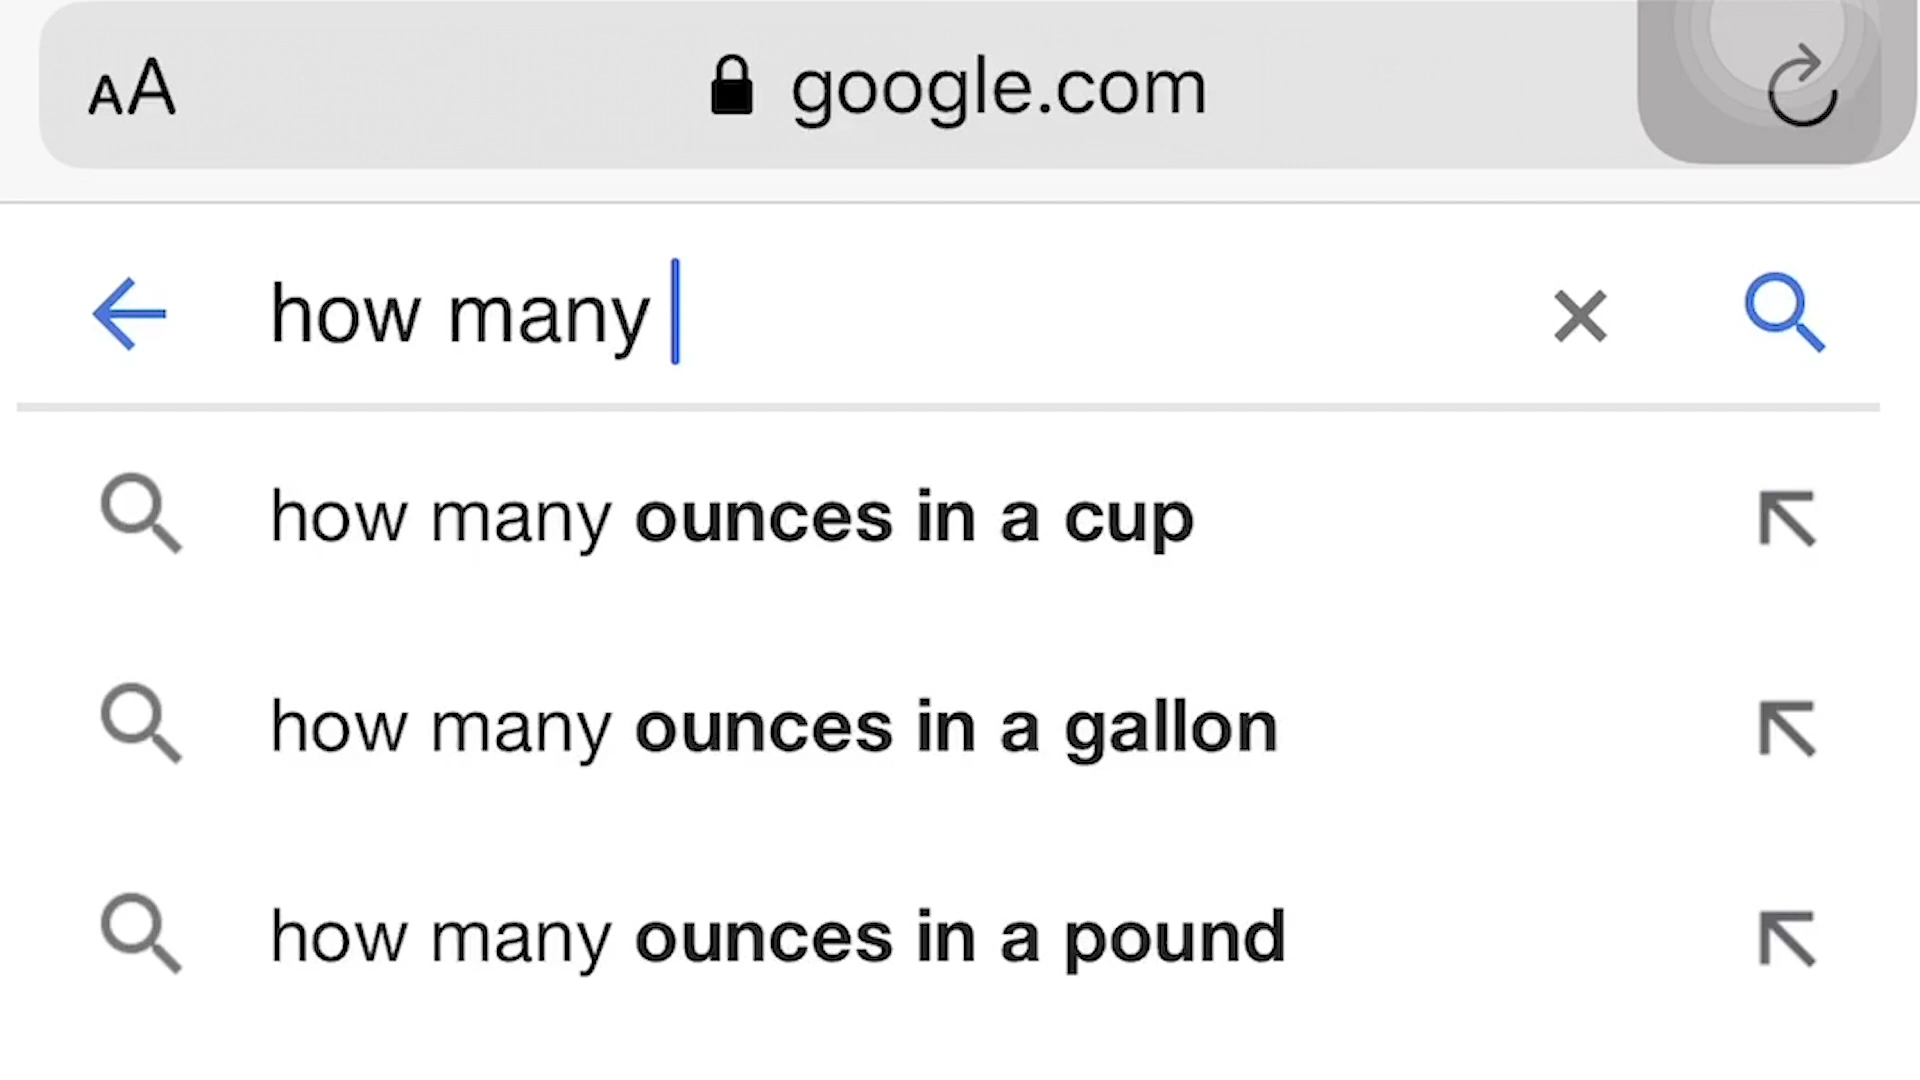 AA google.com
how many
how many ounces in a cup
how many ounces in a gallon
how many ounces in a pound